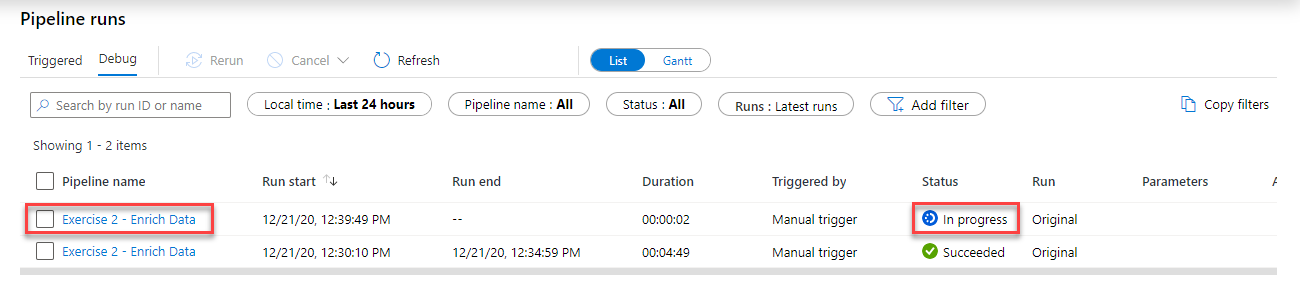 Pipeline runs
Triggered Debug Rerun Cancel Refresh List Gantt
Search by run ID or name Local time : Last 24 hours Pipeline name : All Status : All Runs : Latest runs Add filter Copy filters
Showing 1 - 2 items
Pipeline name Run start ↑↓ Run end Duration Triggered by Status Run Parameters A
Exercise 2 - Enrich Data 12/21/20, 12:39:49 PM -- 00:00:02 Manual trigger In progress Original
Exercise 2 - Enrich Data 12/21/20, 12:30:10 PM 12/21/20, 12:34:59 PM 00:04:49 Manual trigger Succeeded Original